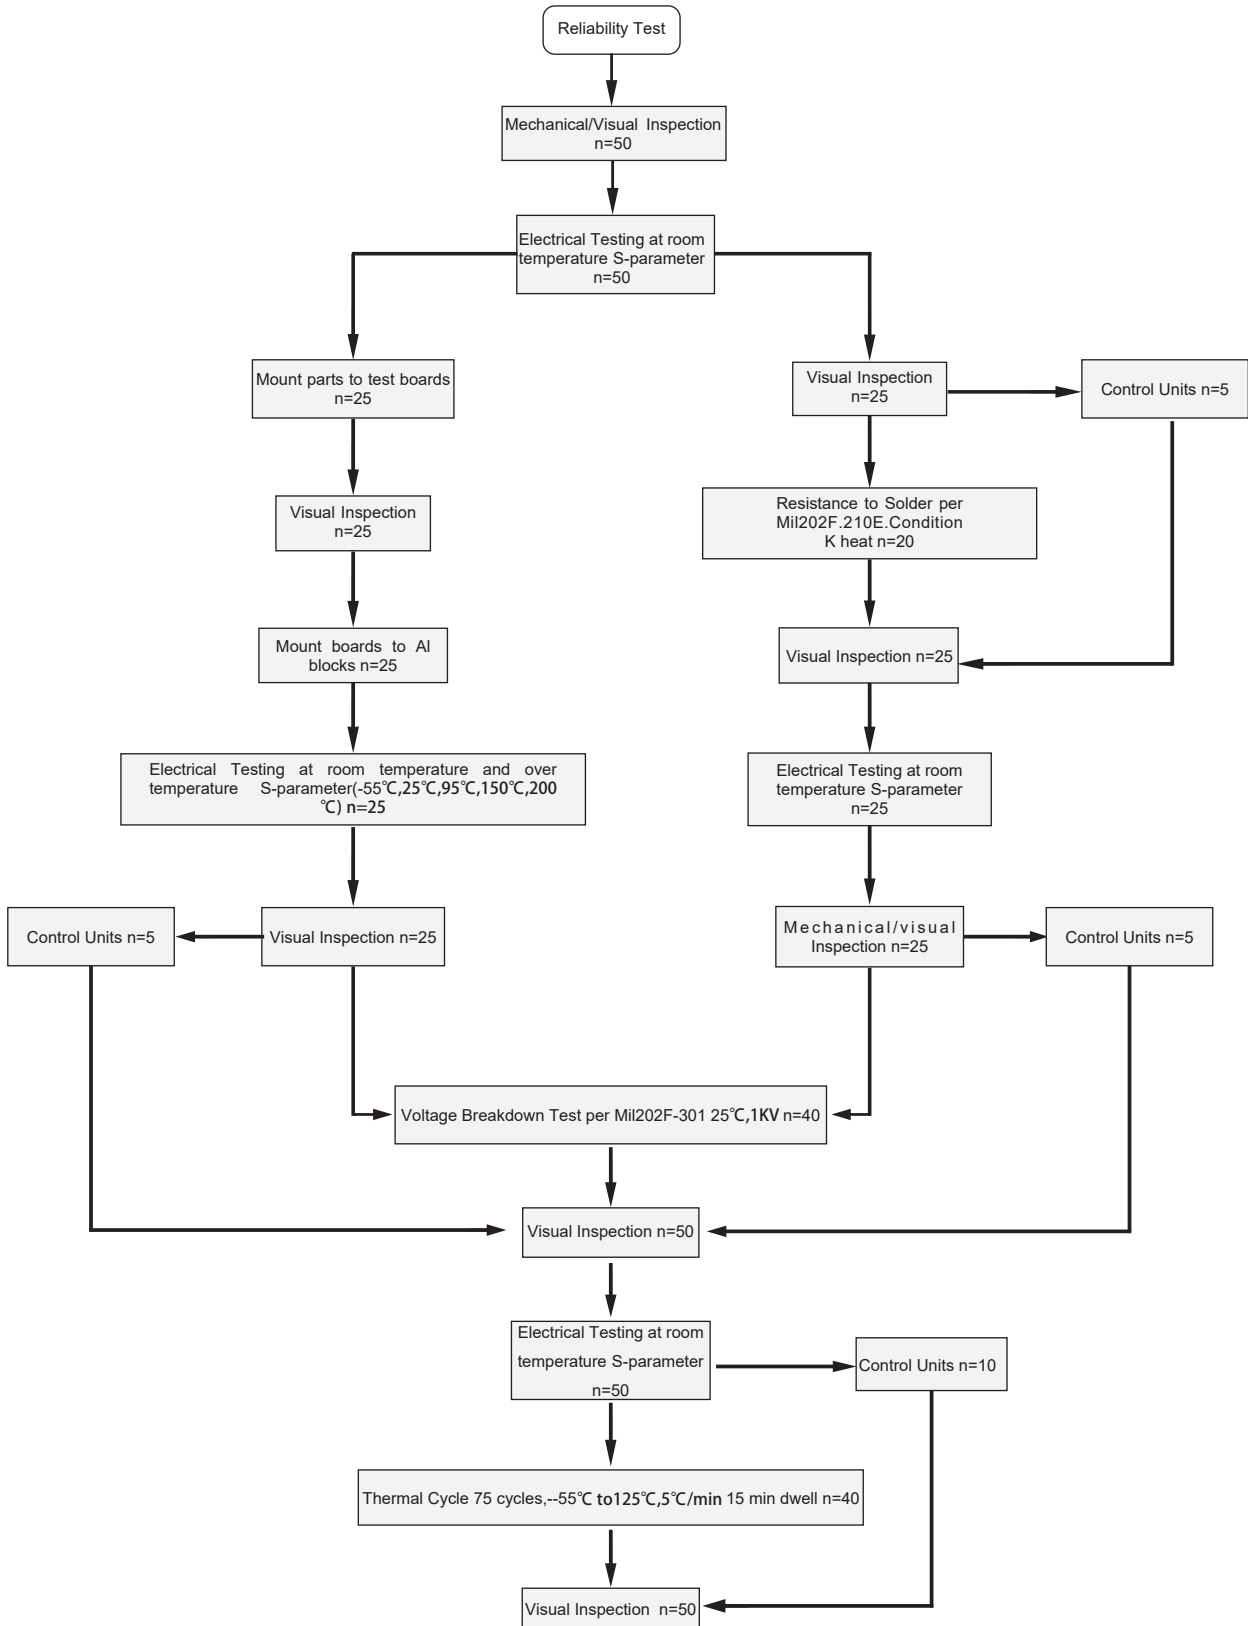 Reliability Test
Mechanical/Visual Inspection
n=50
Electrical Testing at room
temperature S-parameter
n=50
Mount parts to test boards
n=25
Visual Inspection
n=25
Control Units n=5
Visual Inspection
n=25
Resistance to Solder per
Mil202F.210E.Condition
K heat n=20
Mount boards to Al
blocks n=25
Visual Inspection n=25
Electrical Testing at room temperature and over
temperature S-parameter(-55℃,25℃,95℃,150℃,200
℃) n=25
Electrical Testing at room
temperature S-parameter
n=25
Control Units n=5
Visual Inspection n=25
Mechanical/visual
Inspection n=25
Control Units n=5
Voltage Breakdown Test per Mil202F-301 25℃,1KV n=40
Visual Inspection n=50
Electrical Testing at room
temperature S-parameter
n=50
Control Units n=10
Thermal Cycle 75 cycles,--55℃ to125℃,5℃/min 15 min dwell n=40
Visual Inspection n=50